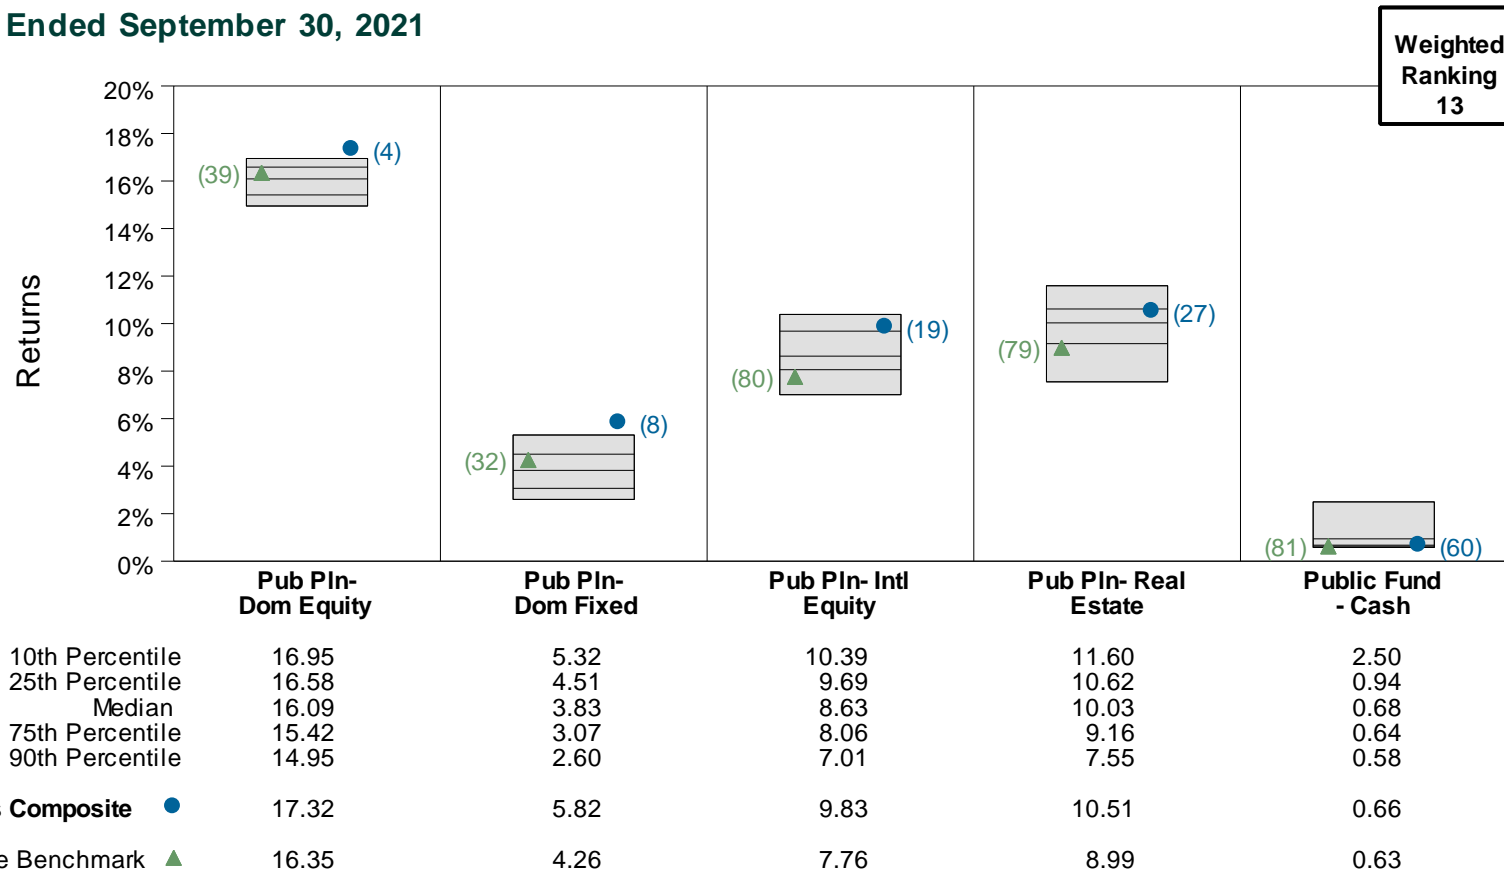 Ended September 30, 2021
Weighted
Ranking
13
Returns
20%
18%
16%
14%
12%
10%
8%
6%
4%
2%
0%
(39) (4)
(32) (8)
(80) (19)
(79) (27)
(81) (60)
Pub Pln- Dom Equity
Pub Pln- Dom Fixed
Pub Pln- Intl Equity
Pub Pln- Real Estate
Public Fund - Cash
10th Percentile 16.95 5.32 10.39 11.60 2.50
25th Percentile 16.58 4.51 9.69 10.62 0.94
Median 16.09 3.83 8.63 10.03 0.68
75th Percentile 15.42 3.07 8.06 9.16 0.64
90th Percentile 14.95 2.60 7.01 7.55 0.58
Composite 17.32 5.82 9.83 10.51 0.66
Benchmark 16.35 4.26 7.76 8.99 0.63